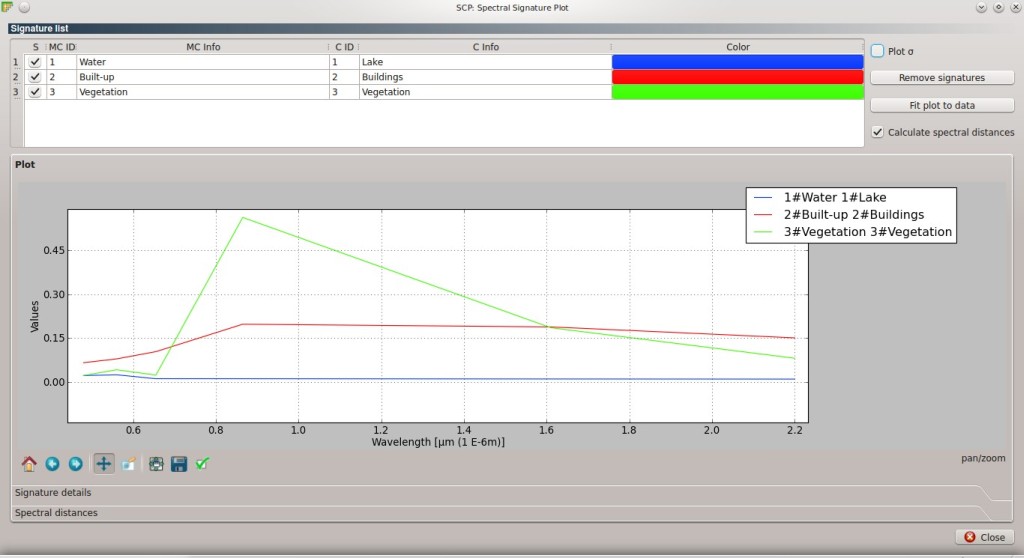 SCP: Spectral Signature Plot
Signature list
S MC ID MC Info C ID C Info Color
1 1 Water 1 Lake
2 2 Built-up 2 Buildings
3 3 Vegetation 3 Vegetation
Plot σ
Remove signatures
Fit plot to data
Calculate spectral distances
Plot
1#Water 1#Lake
2#Built-up 2#Buildings
3#Vegetation 3#Vegetation
Values
0.45
0.30
0.15
0.00
0.6 0.8 1.0 1.2 1.4 1.6 1.8 2.0 2.2
Wavelength [µm (1 E-6m)]
pan/zoom
Signature details
Spectral distances
Close